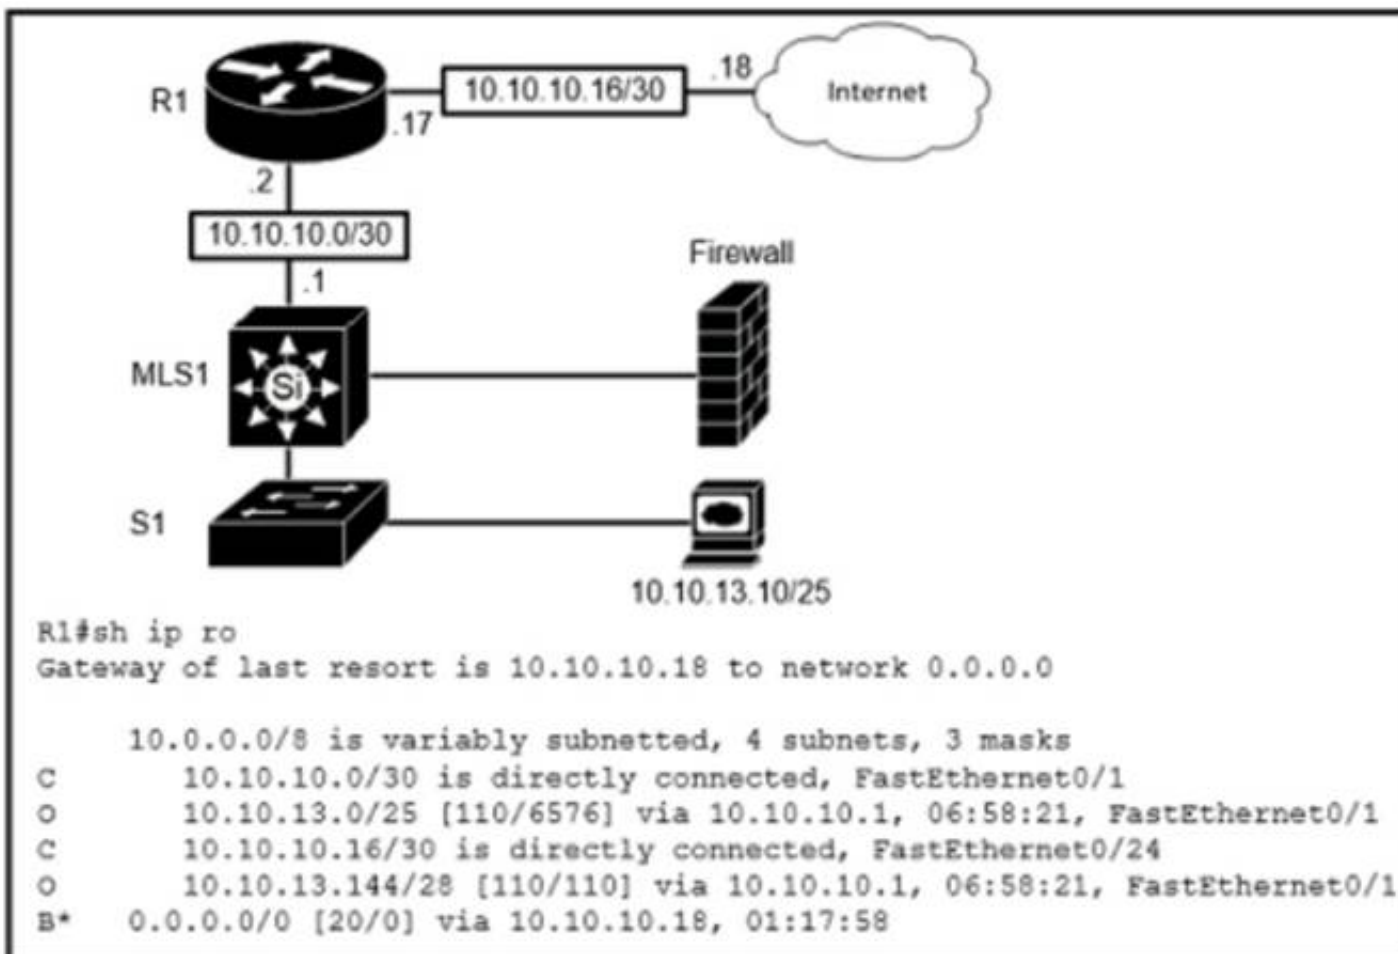 R1
10.10.10.16/30
.18
Internet
.17
.2
10.10.10.0/30
.1
Firewall
MLS1
Si
S1
10.10.13.10/25
R1#sh ip ro
Gateway of last resort is 10.10.10.18 to network 0.0.0.0
10.0.0.0/8 is variably subnetted, 4 subnets, 3 masks
C 10.10.10.0/30 is directly connected, FastEthernet0/1
O 10.10.13.0/25 [110/6576] via 10.10.10.1, 06:58:21, FastEthernet0/1
C 10.10.10.16/30 is directly connected, FastEthernet0/24
O 10.10.13.144/28 [110/110] via 10.10.10.1, 06:58:21, FastEthernet0/1
B* 0.0.0.0/0 [20/0] via 10.10.10.18, 01:17:58